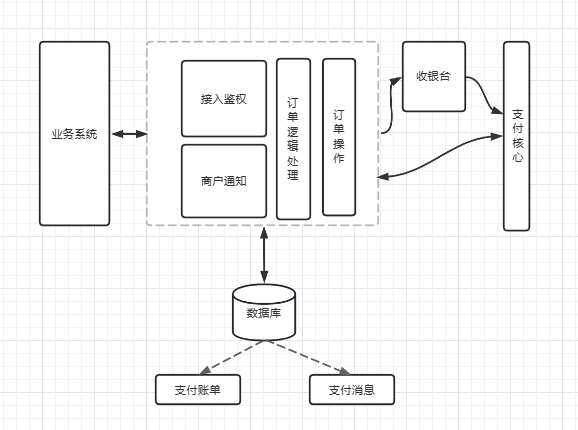 业务系统
接入鉴权
商户通知
订单逻辑处理
订单操作
收银台
支付核心
数据库
支付账单
支付消息